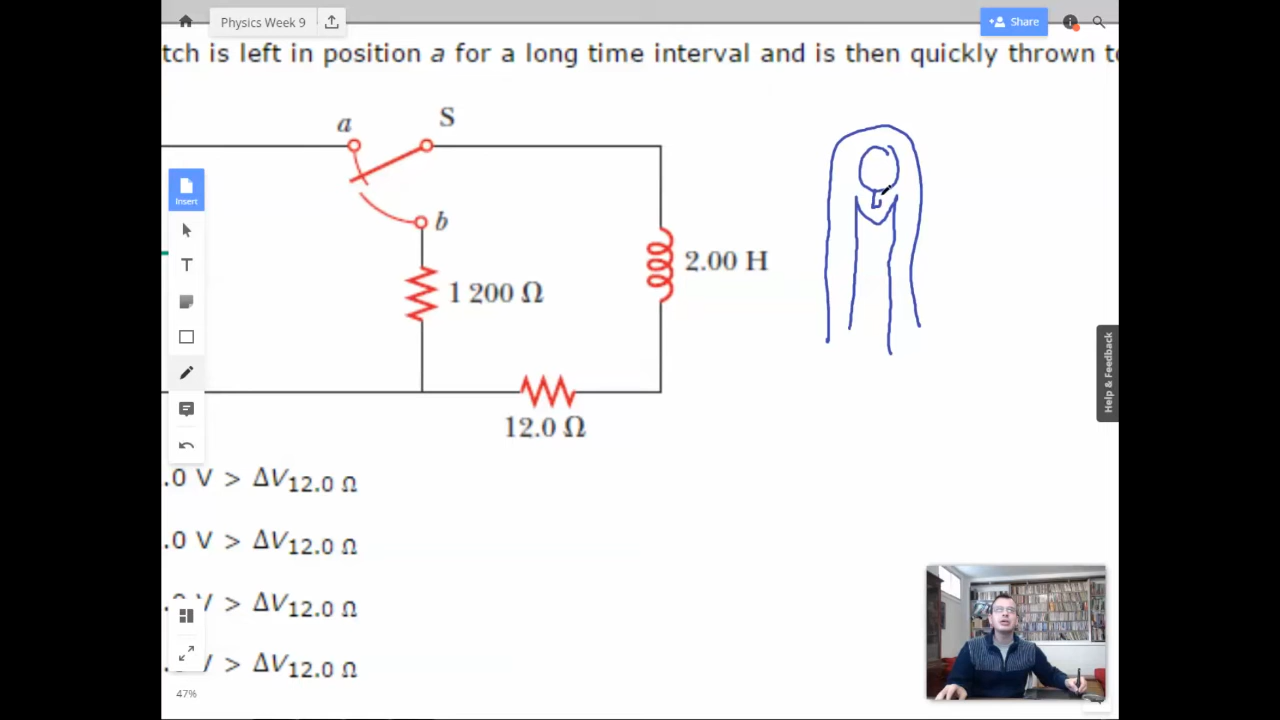 Physics Week 9
Share
tch is left in position a for a long time interval and is then quickly thrown to
Insert
a
S
b
2.00 H
1 200 Ω
12.0 Ω
Help & Feedback
.0 V > ΔV12.0 Ω
.0 V > ΔV12.0 Ω
V > ΔV12.0 Ω
V > ΔV12.0 Ω
47%